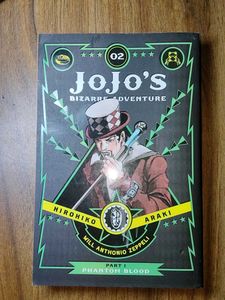 02
JOJO'S
BIZARRE ADVENTURE
HIROHIKO ARAKI
WILL ANTHONIO ZEPPELI
PART 1
PHANTOM BLOOD